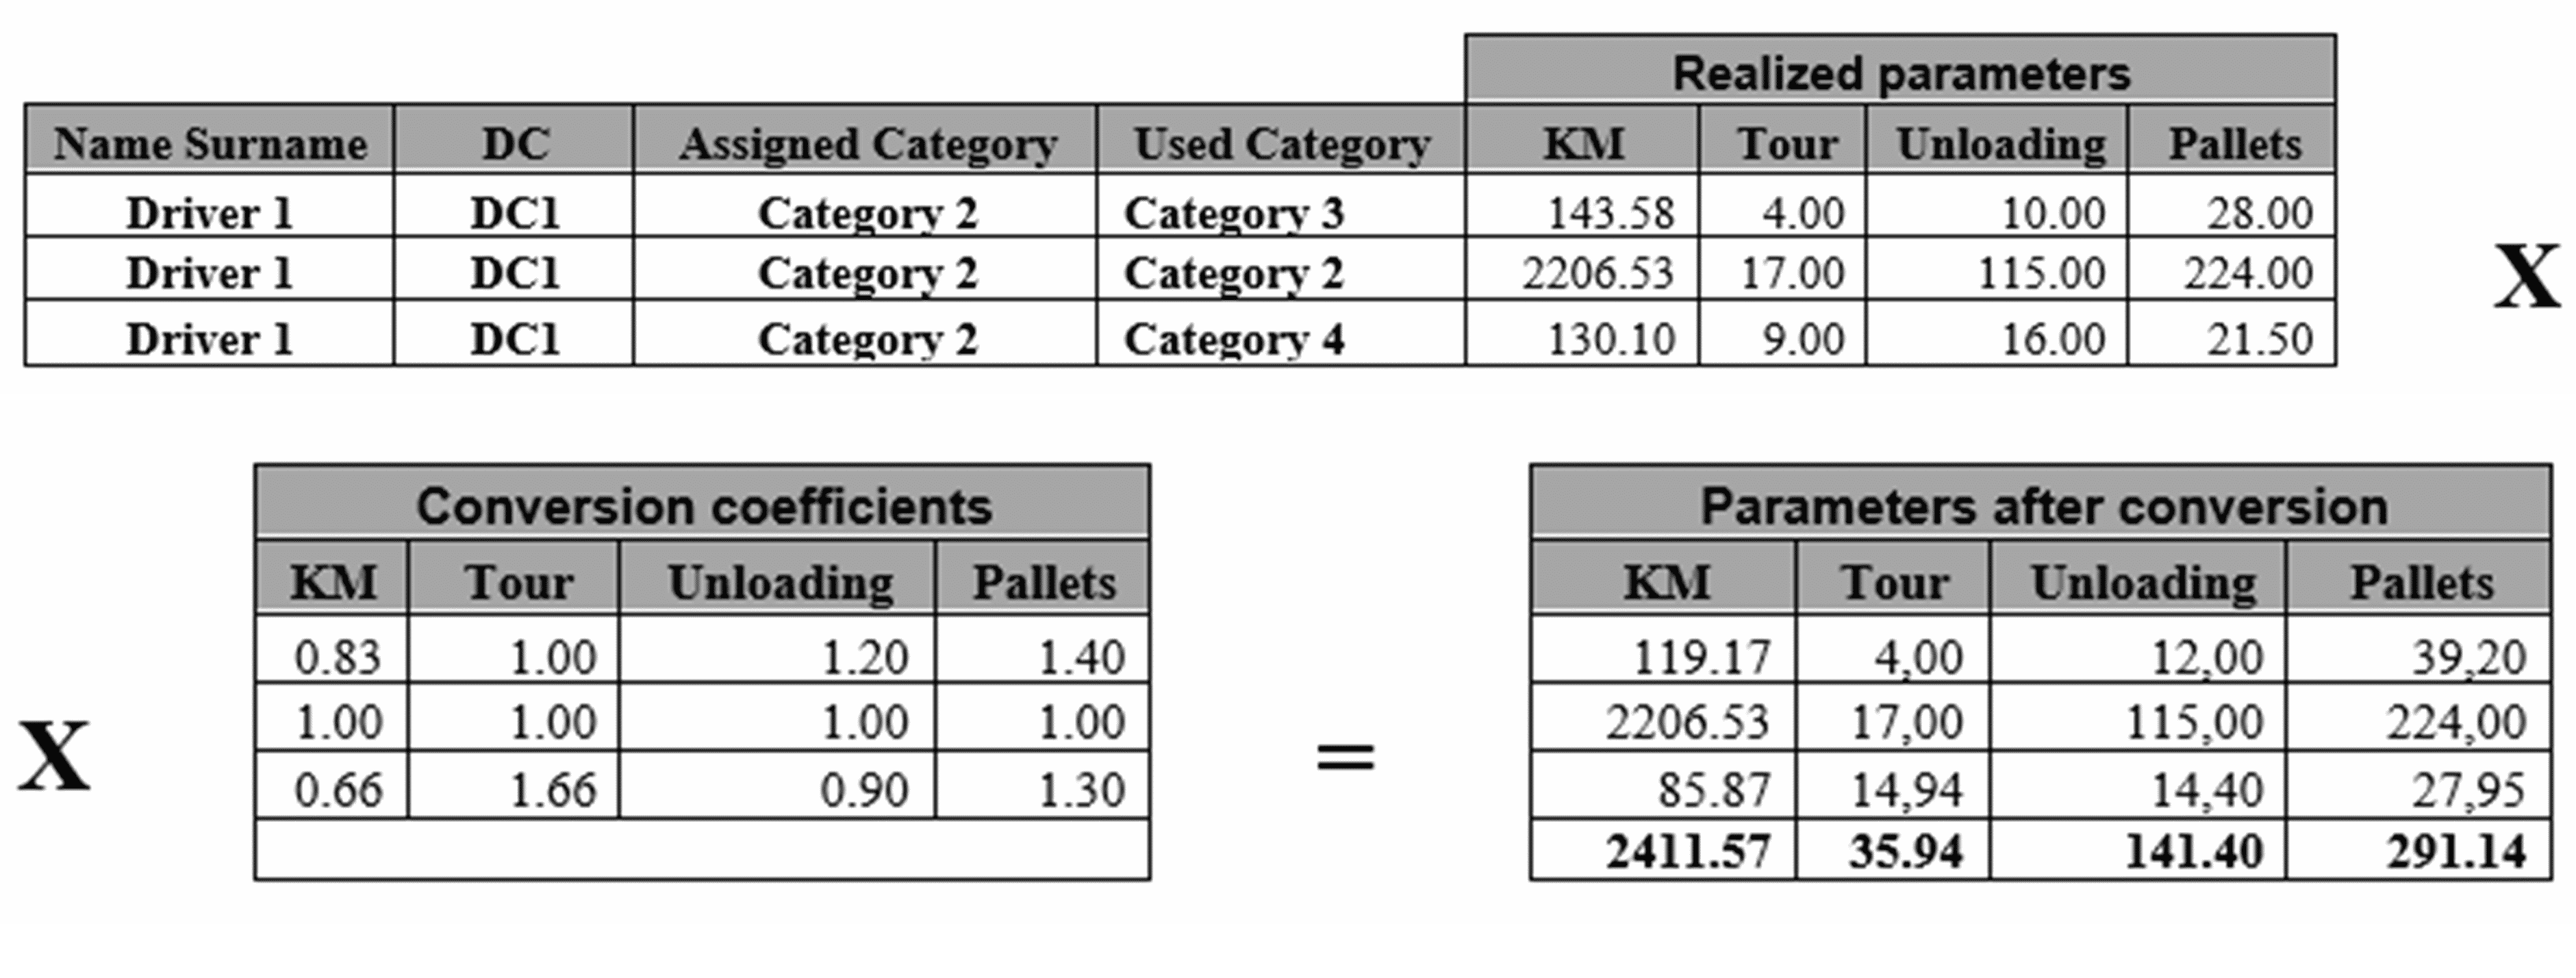 Realized parameters
Name Surname DC Assigned Category Used Category KM Tour Unloading Pallets
Driver 1 DC1 Category 2 Category 3 143.58 4.00 10.00 28.00
Driver 1 DC1 Category 2 Category 2 2206.53 17.00 115.00 224.00
Driver 1 DC1 Category 2 Category 4 130.10 9.00 16.00 21.50
X
X
Conversion coefficients
KM Tour Unloading Pallets
0.83 1.00 1.20 1.40
1.00 1.00 1.00 1.00
0.66 1.66 0.90 1.30
=
Parameters after conversion
KM Tour Unloading Pallets
119.17 4,00 12,00 39,20
2206.53 17,00 115,00 224,00
85.87 14,94 14,40 27,95
2411.57 35.94 141.40 291.14